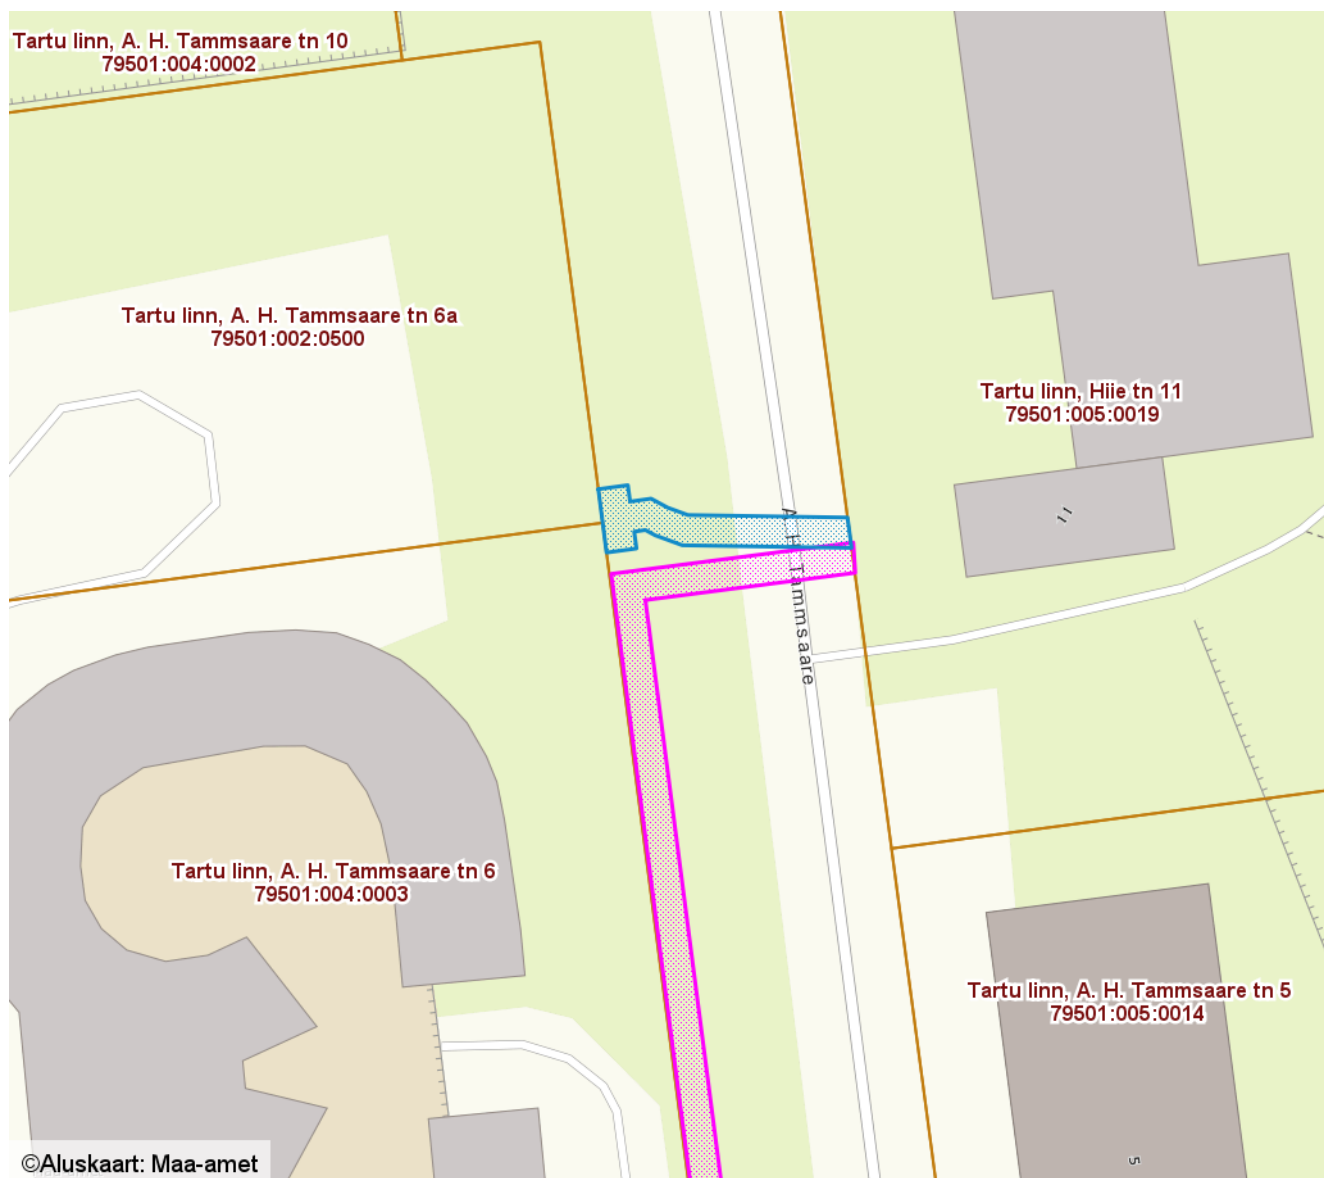 Tartu linn, A. H. Tammsaare tn 10
79501:004:0002
Tartu linn, A. H. Tammsaare tn 6a
79501:002:0500
Tartu linn, Hiie tn 11
79501:005:0019
11
A. H. Tammsaare
Tartu linn, A. H. Tammsaare tn 6
79501:004:0003
Tartu linn, A. H. Tammsaare tn 5
79501:005:0014
5
©Aluskaart: Maa-amet